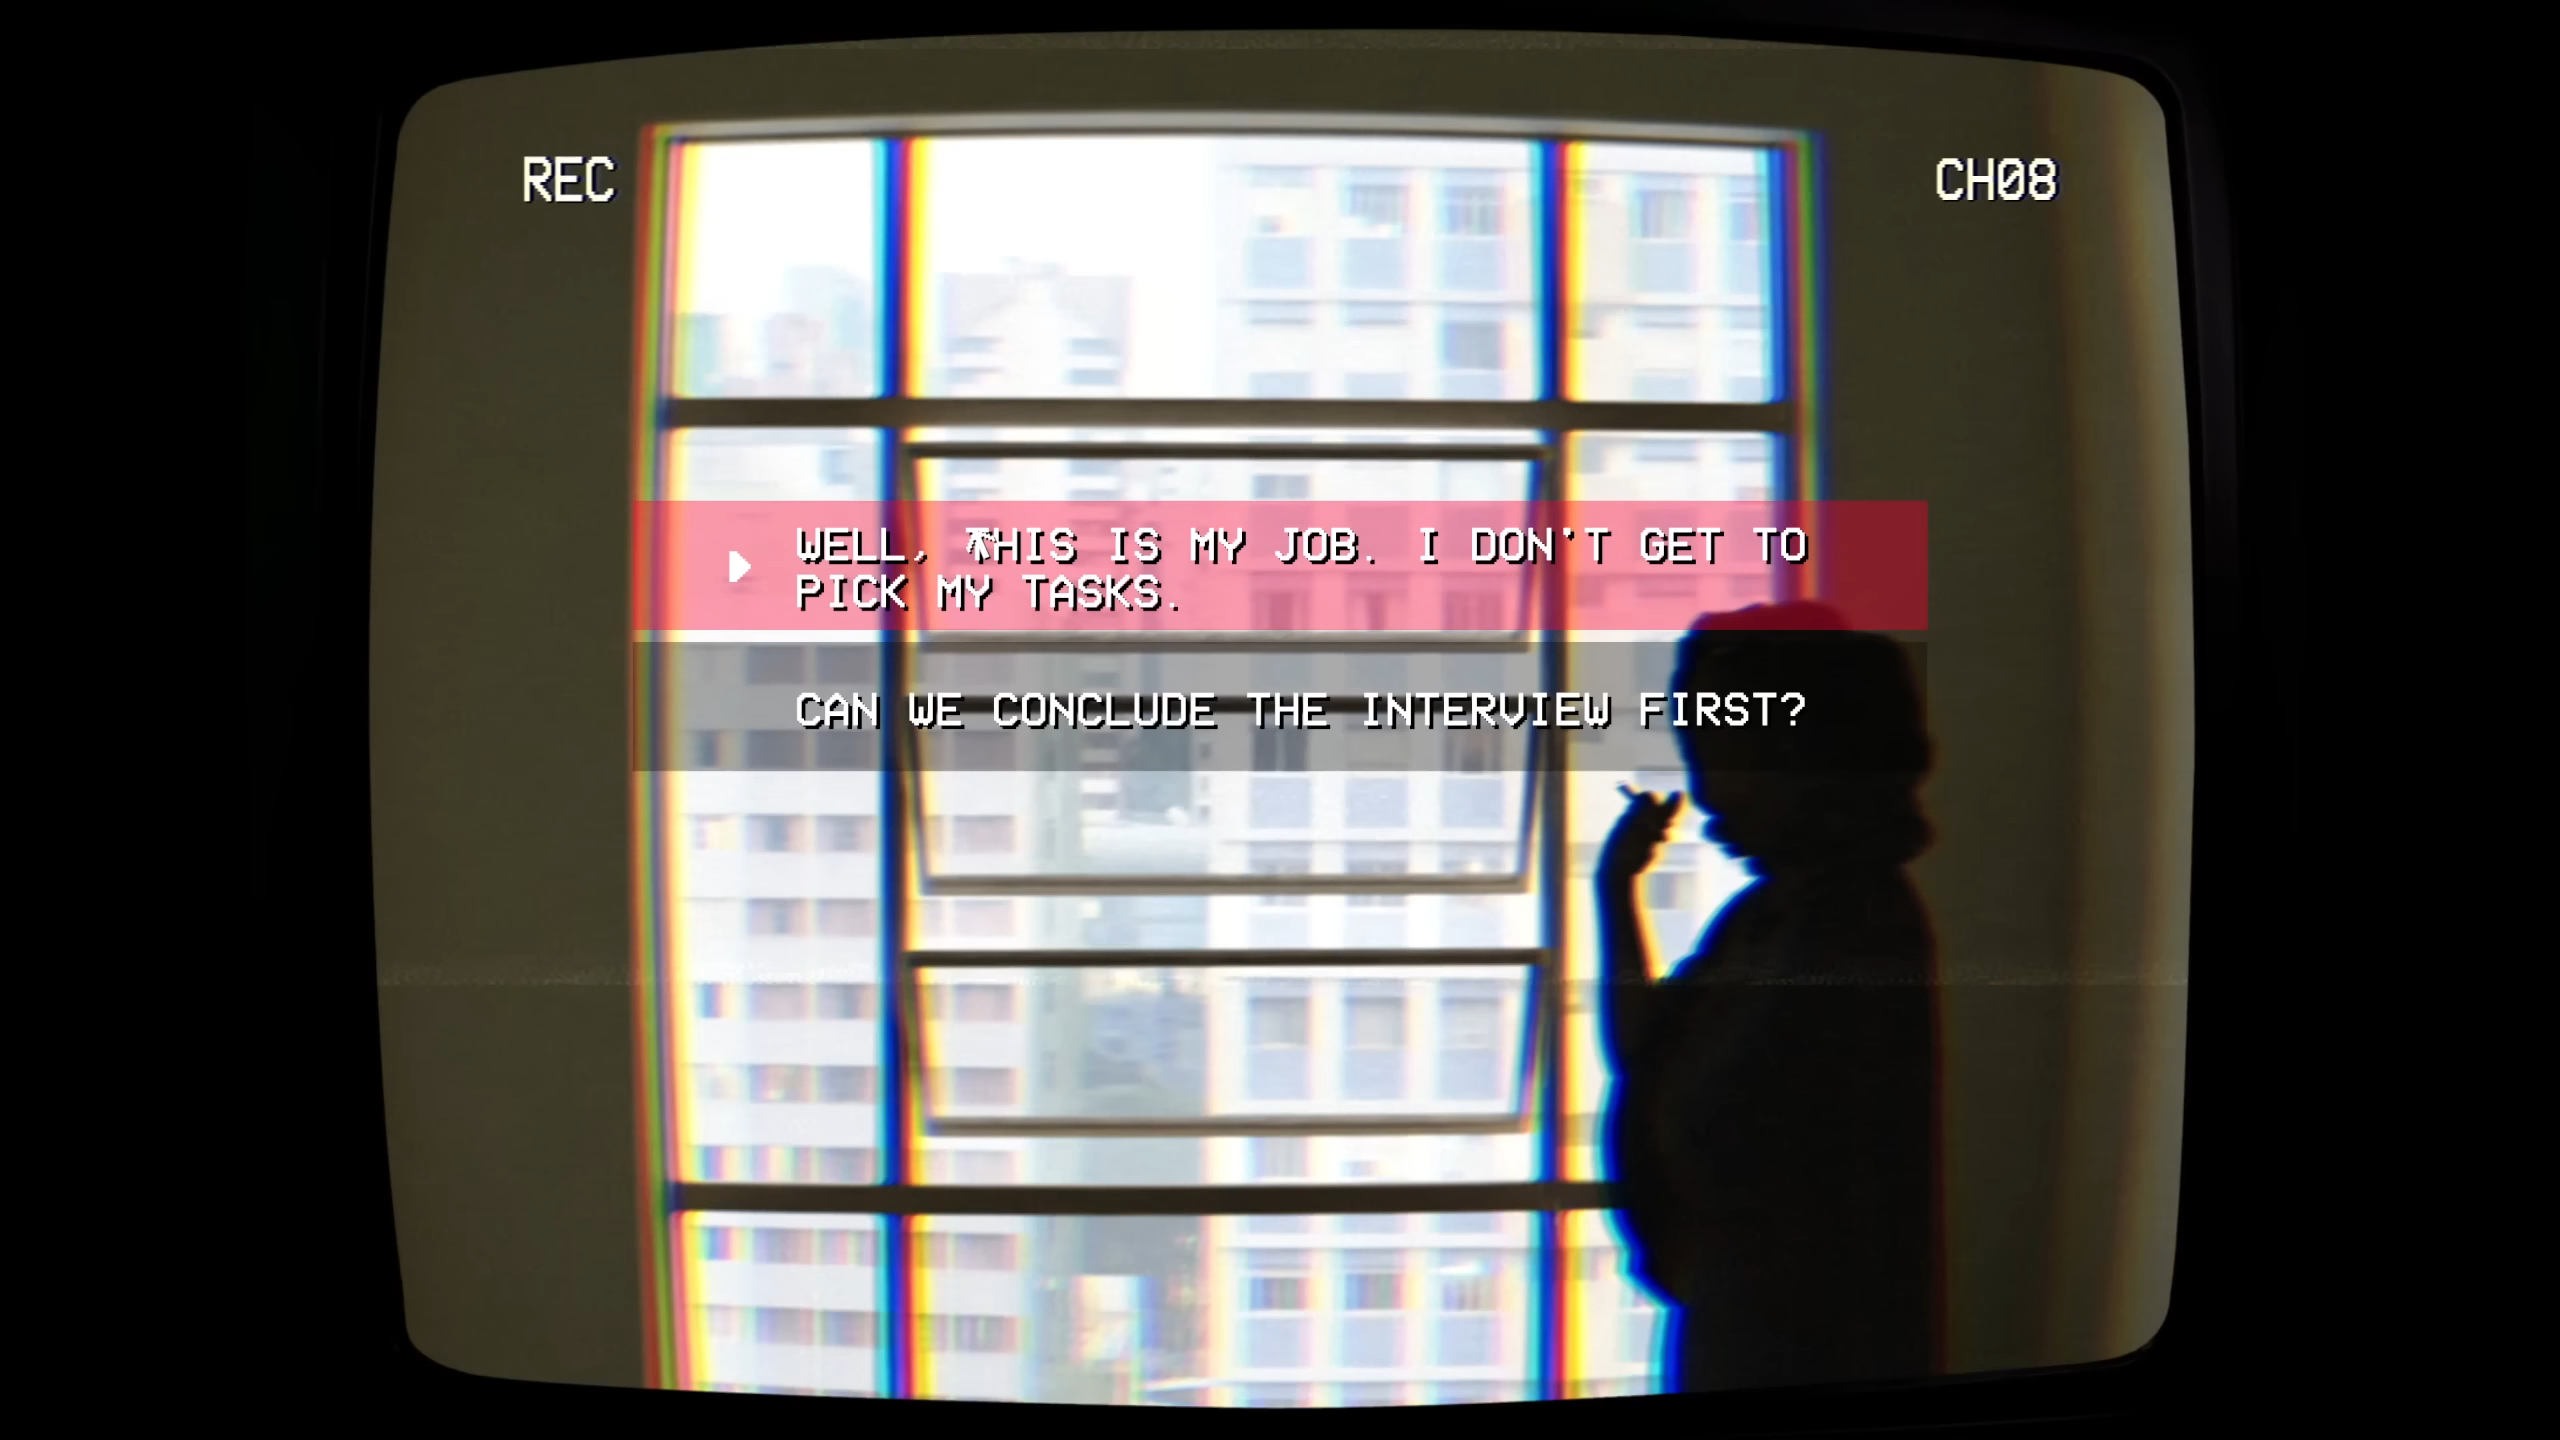 REC
CH08
WELL, THIS IS MY JOB. I DON'T GET TO
PICK MY TASKS.
CAN WE CONCLUDE THE INTERVIEW FIRST?